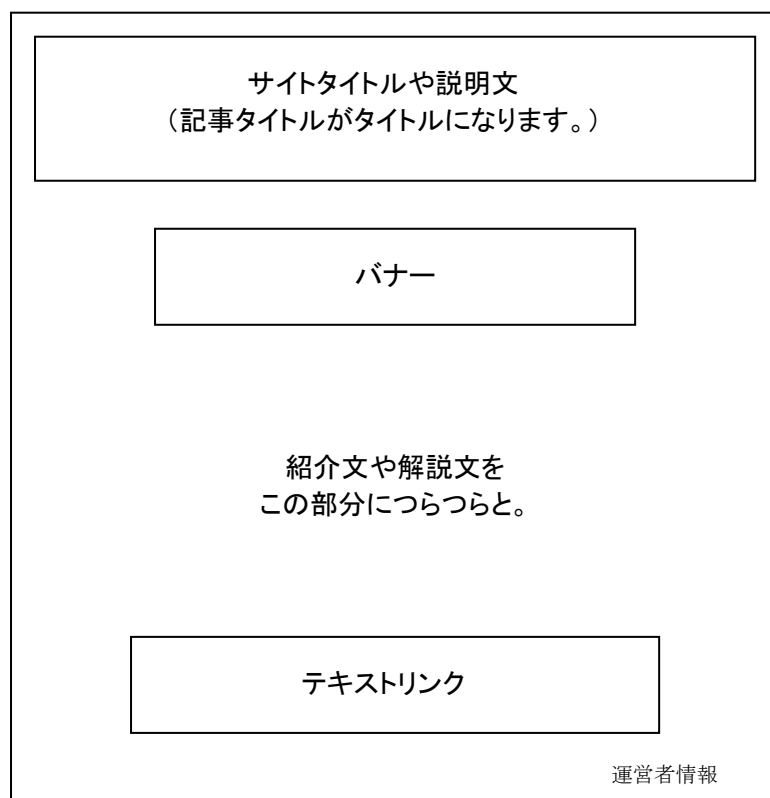 サイトタイトルや説明文
（記事タイトルがタイトルになります。）
バナー
紹介文や解説文を
この部分につらつらと。
テキストリンク
運営者情報